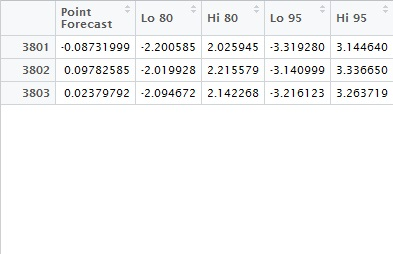 Point Forecast Lo 80 Hi 80 Lo 95 Hi 95
3801 -0.08731999 -2.200585 2.025945 -3.319280 3.144640
3802 0.09782585 -2.019928 2.215579 -3.140999 3.336650
3803 0.02379792 -2.094672 2.142268 -3.216123 3.263719